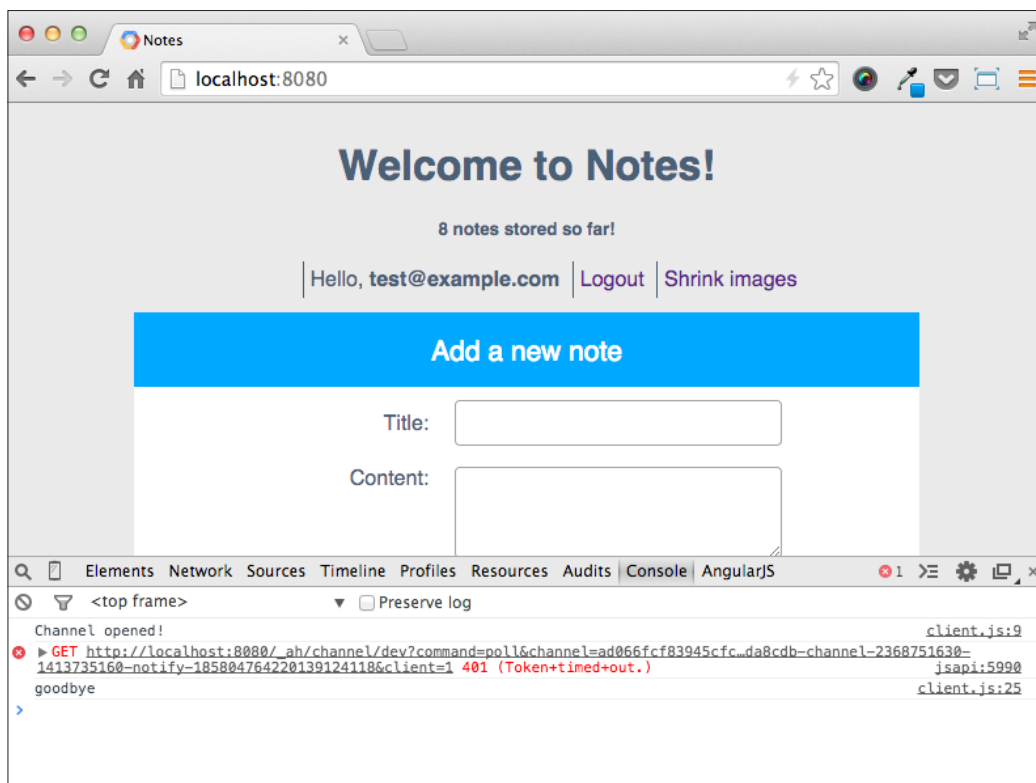 Notes
localhost:8080
Welcome to Notes!
8 notes stored so far!
Hello, test@example.com Logout Shrink images
Add a new note
Title:
Content:
Elements Network Sources Timeline Profiles Resources Audits Console AngularJS 1
<top frame> Preserve log
Channel opened! client.js:9
GET http://localhost:8080/_ah/channel/dev?command=poll&channel=ad066fcf83945cfc…da8cdb-channel-2368751630-
1413735160-notify-185804764220139124118&client=1 401 (Token+timed+out.) jsapi:5990
goodbye client.js:25